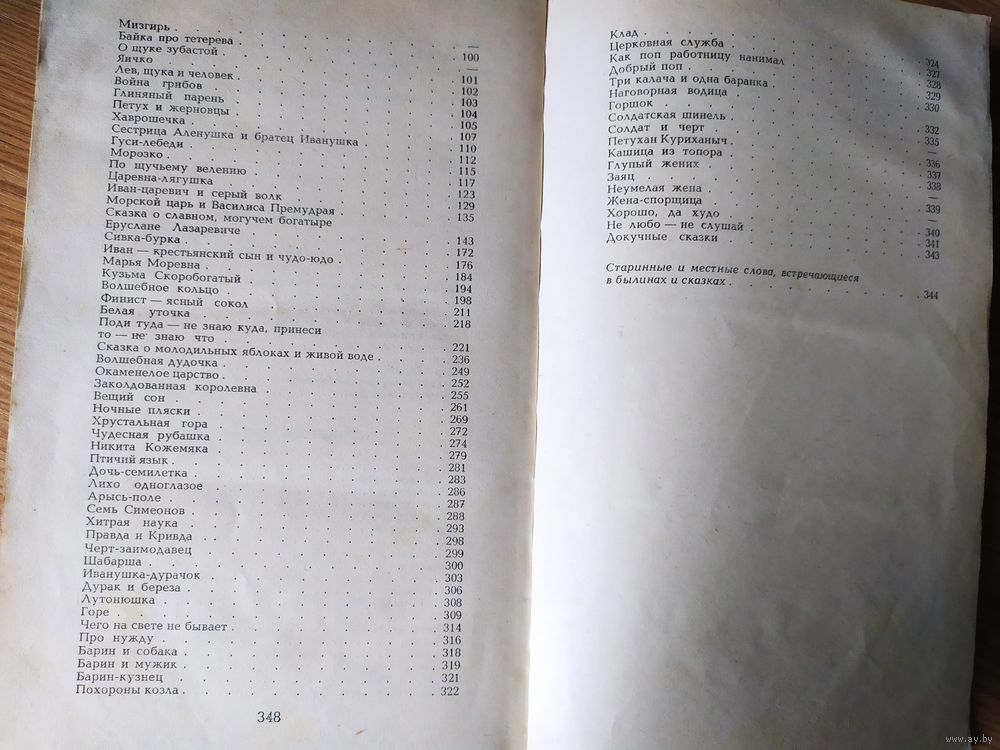 Мизгирь . —
Байка про тетерева . 100
О щуке зубастой . —
Яичко . 101
Лев, щука и человек . 102
Война грибов . 103
Глиняный парень . 104
Петух и жерновцы . 105
Хаврошечка . 107
Сестрица Аленушка и братец Иванушка . 110
Гуси-лебеди . 112
Морозко . 115
По щучьему велению . 117
Царевна-лягушка . 123
Иван-царевич и серый волк . 129
Морской царь и Василиса Премудрая . 135
Сказка о славном, могучем богатыре
Еруслане Лазаревиче . 143
Сивка-бурка . 172
Иван — крестьянский сын и чудо-юдо . 176
Марья Моревна . 184
Кузьма Скоробогатый . 194
Волшебное кольцо . 198
Финист — ясный сокол . 211
Белая уточка . 218
Поди туда — не знаю куда, принеси
то — не знаю что . 221
Сказка о молодильных яблоках и живой воде . 236
Волшебная дудочка . 249
Окаменелое царство . 252
Заколдованная королевна . 255
Вещий сон . 261
Ночные пляски . 269
Хрустальная гора . 272
Чудесная рубашка . 274
Никита Кожемяка . 279
Птичий язык . 281
Дочь-семилетка . 283
Лихо одноглазое . 286
Арысь-поле . 287
Семь Симеонов . 288
Хитрая наука . 293
Правда и Кривда . 298
Черт-заимодавец . 299
Шабарша . 300
Иванушка-дурачок . 303
Дурак и береза . 306
Лутонюшка . 308
Горе . 309
Чего на свете не бывает . 314
Про нужду . 316
Барин и собака . 318
Барин и мужик . 319
Барин-кузнец . 321
Похороны козла . 322
348
Клад . 324
Церковная служба . 327
Как поп работницу нанимал . 328
Добрый поп . 329
Три калача и одна баранка . 330
Наговорная водица .
Горшок . 332
Солдатская шинель . 335
Солдат и черт . —
Петухан Куриханыч . 336
Кашица из топора . 337
Глупый жених . 338
Заяц . —
Неумелая жена . 339
Жена-спорщица . —
Хорошо, да худо . 340
Не любо — не слушай . 341
Докучные сказки . 343
Старинные и местные слова, встречающиеся
в былинах и сказках . 344
www.ay.by